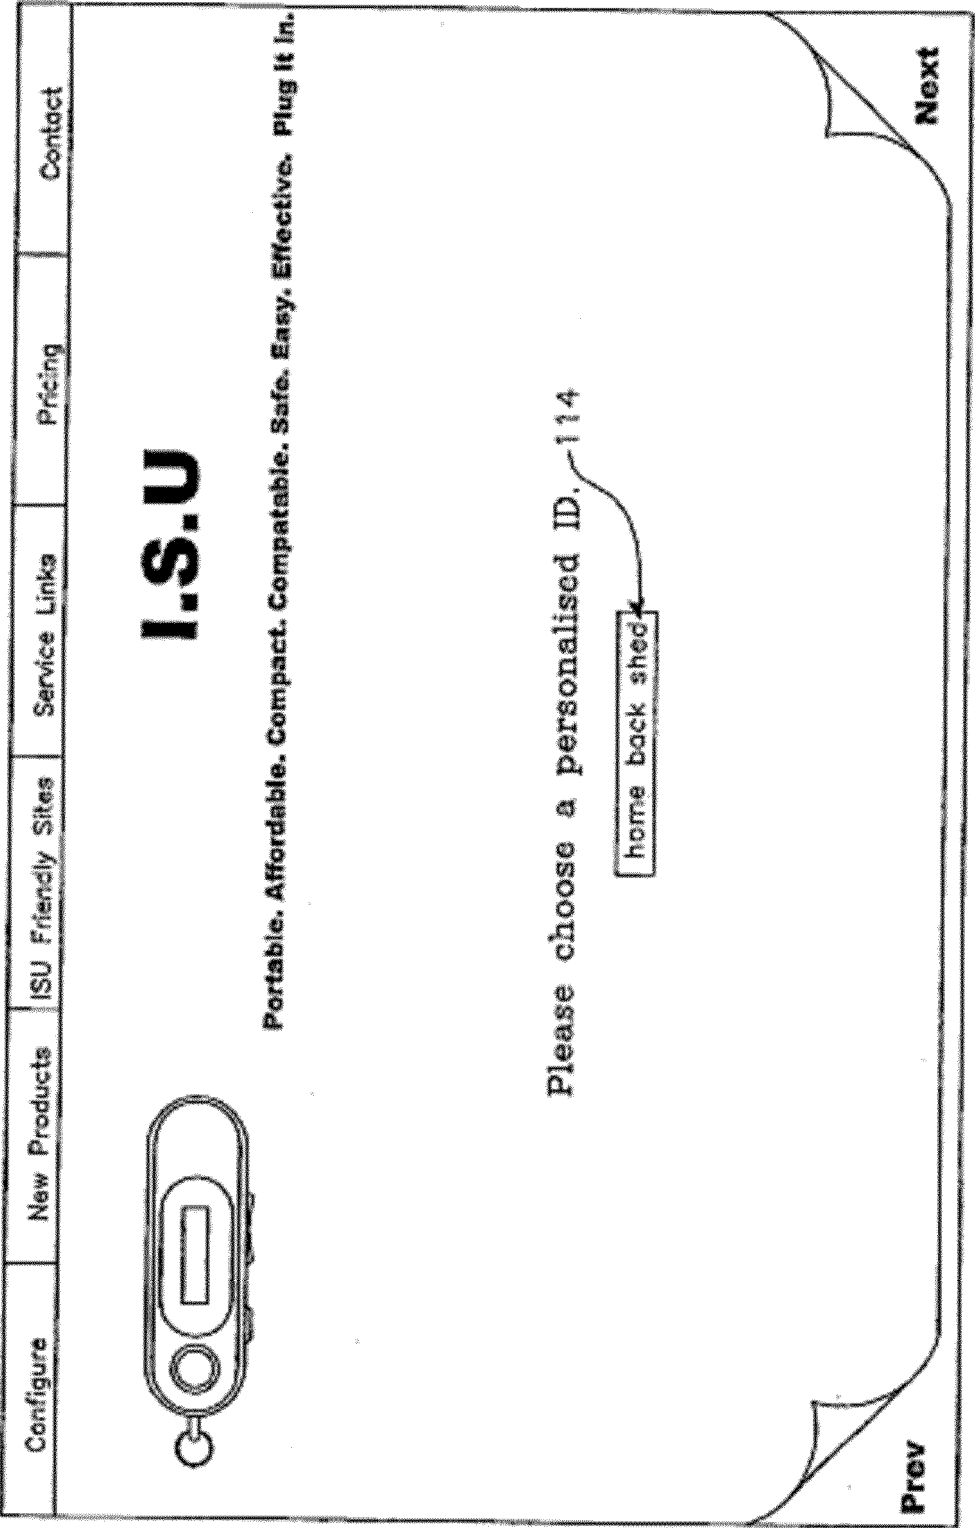 Configure
New Products
ISU Friendly Sites
Service Links
Pricing
Contact
I.S.U
Portable. Affordable. Compact. Compatable. Safe. Easy. Effective. Plug It In.
Please choose a personalised ID.
114
home back shed
Prev
Next